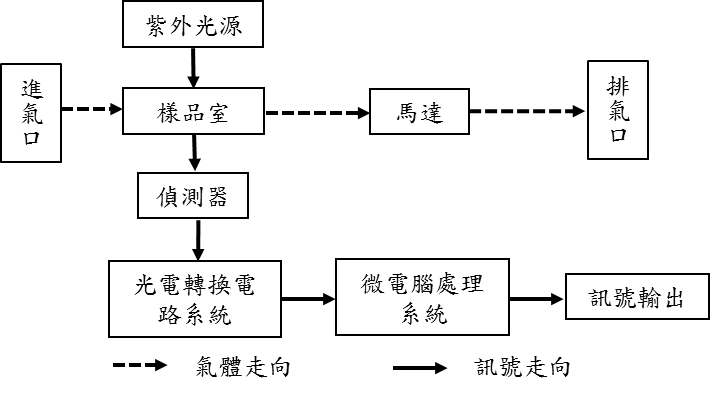 紫外光源
進
氣
口
樣品室
馬達
排
氣
口
偵測器
光電轉換電
路系統
微電腦處理
系統
訊號輸出
氣體走向
訊號走向